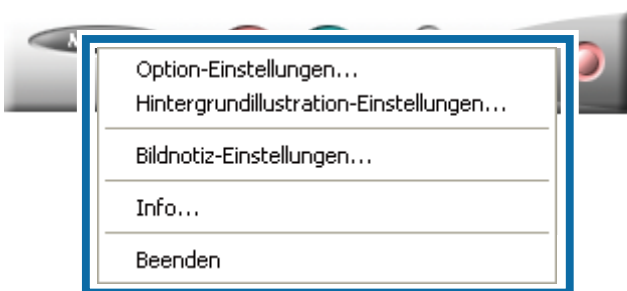 Option-Einstellungen...
Hintergrundillustration-Einstellungen...
Bildnotiz-Einstellungen...
Info...
Beenden